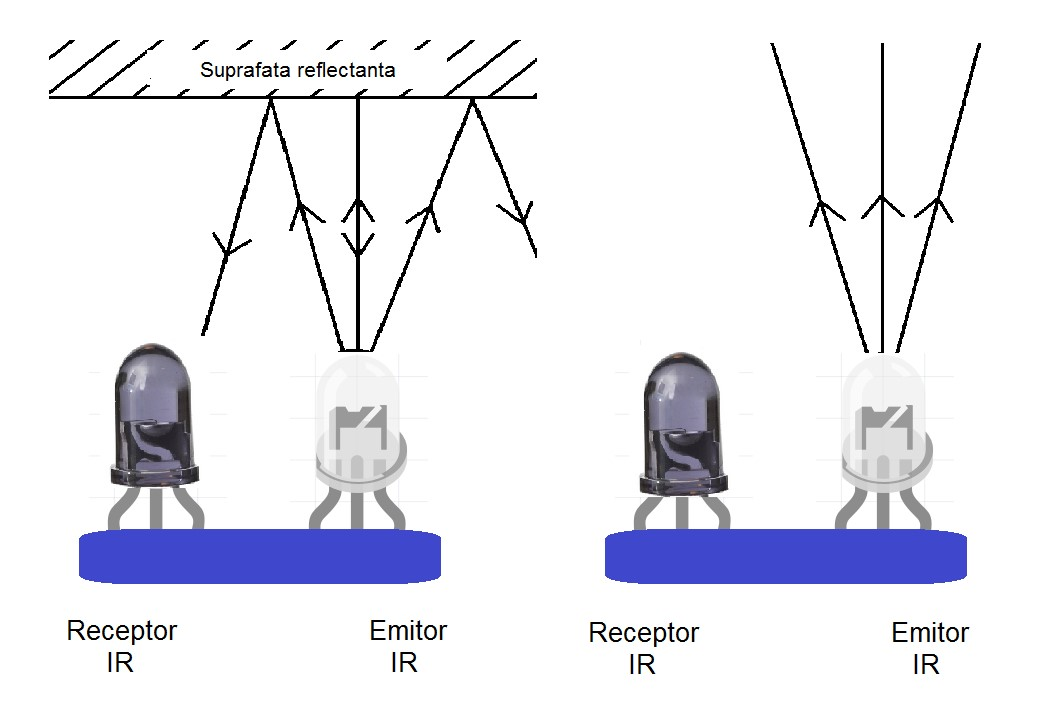 Suprafata reflectanta
Receptor
IR
Emitor
IR
Receptor
IR
Emitor
IR